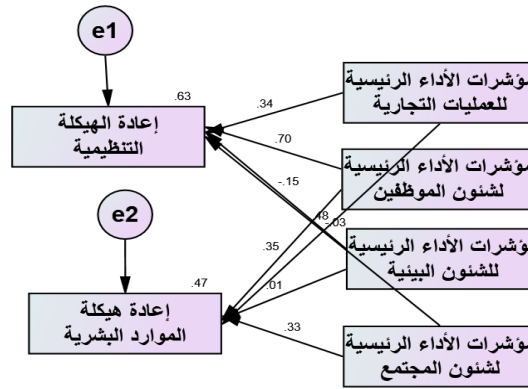 e1
.63
إعادة الهيكلة
التنظيمية
e2
.47
إعادة هيكلة
الموارد البشرية
.34
.70
-.15
.48
-.03
.35
.01
.33
مؤشرات الأداء الرئيسية
للعمليات التجارية
مؤشرات الأداء الرئيسية
لشئون الموظفين
مؤشرات الأداء الرئيسية
للشئون البيئية
مؤشرات الأداء الرئيسية
لشئون المجتمع